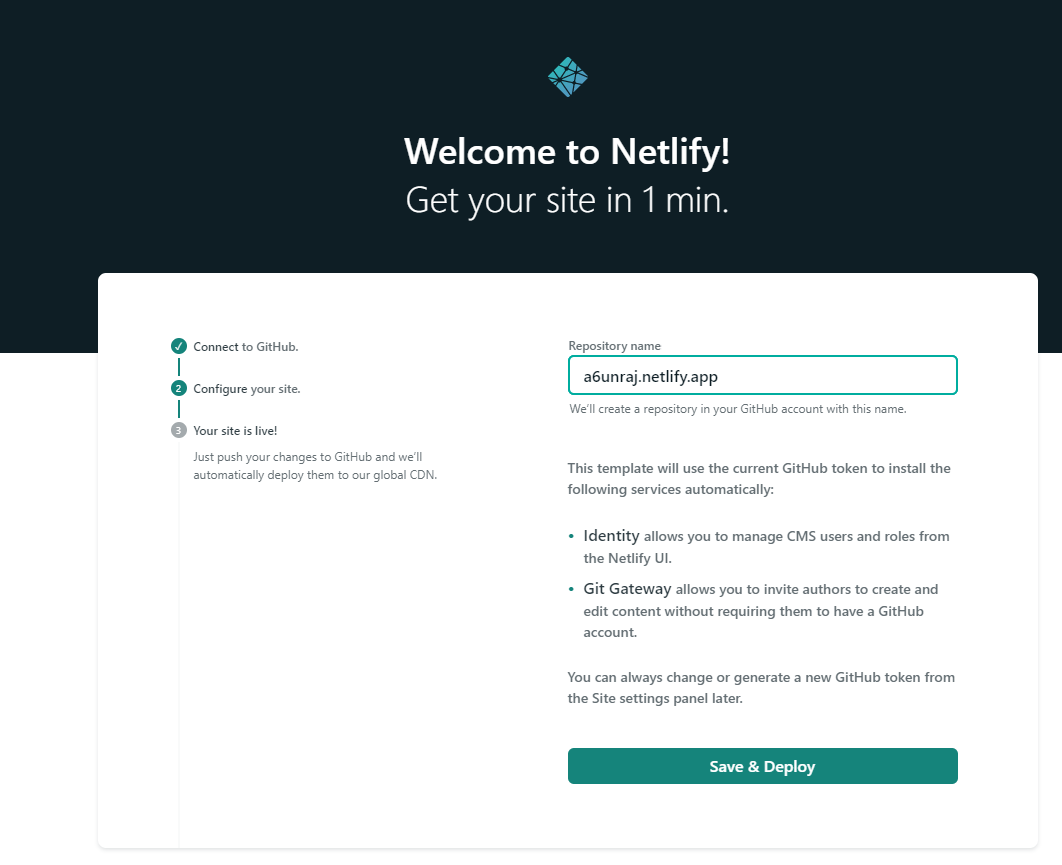 Welcome to Netlify!
Get your site in 1 min.
Connect to GitHub.
2
Configure your site.
3
Your site is live!
Just push your changes to GitHub and we'll
automatically deploy them to our global CDN.
Repository name
a6unraj.netlify.app
We'll create a repository in your GitHub account with this name.
This template will use the current GitHub token to install the
following services automatically:
• Identity allows you to manage CMS users and roles from
the Netlify UI.
• Git Gateway allows you to invite authors to create and
edit content without requiring them to have a GitHub
account.
You can always change or generate a new GitHub token from
the Site settings panel later.
Save & Deploy